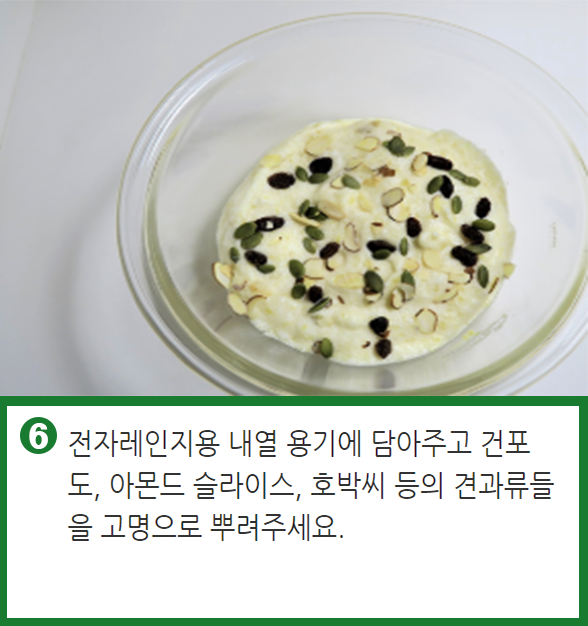 6 전자레인지용 내열 용기에 담아주고 건포
도, 아몬드 슬라이스, 호박씨 등의 견과류들
을 고명으로 뿌려주세요.